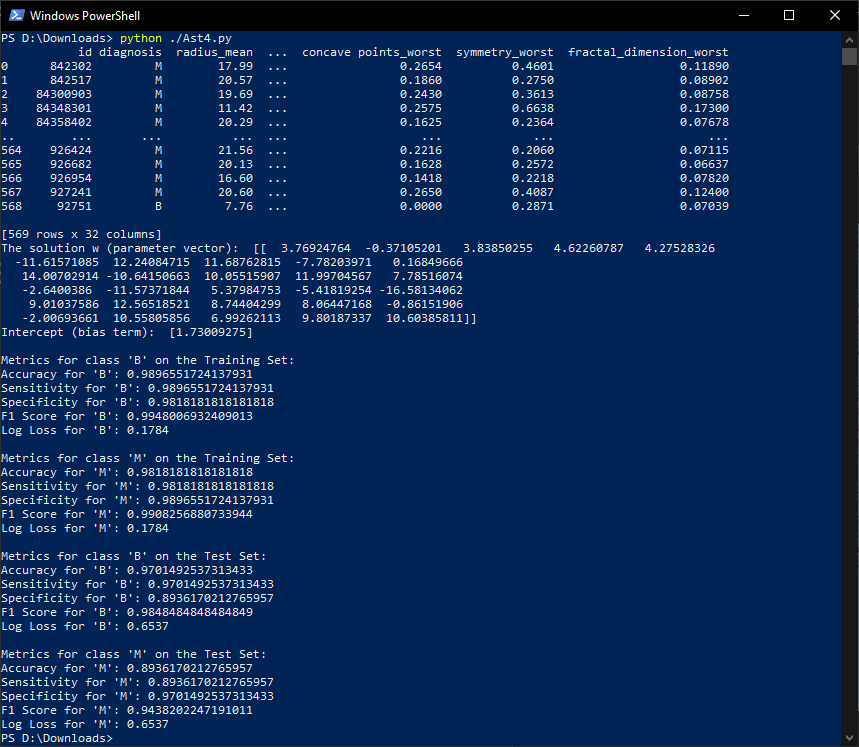 Windows PowerShell
PS D:\Downloads> python ./Ast4.py
id diagnosis radius_mean ... concave points_worst symmetry_worst fractal_dimension_worst
0 842302 M 17.99 ... 0.2654 0.4601 0.11890
1 842517 M 20.57 ... 0.1860 0.2750 0.08902
2 84300903 M 19.69 ... 0.2430 0.3613 0.08758
3 84348301 M 11.42 ... 0.2575 0.6638 0.17300
4 84358402 M 20.29 ... 0.1625 0.2364 0.07678
.. ... ... ... ... ... ... ...
564 926424 M 21.56 ... 0.2216 0.2060 0.07115
565 926682 M 20.13 ... 0.1628 0.2572 0.06637
566 926954 M 16.60 ... 0.1418 0.2218 0.07820
567 927241 M 20.60 ... 0.2650 0.4087 0.12400
568 92751 B 7.76 ... 0.0000 0.2871 0.07039
[569 rows x 32 columns]
The solution w (parameter vector): [[ 3.76924764 -0.37105201 3.83850255 4.62260787 4.27528326
-11.61571085 12.24084715 11.68762815 -7.78203971 0.16849666
14.00702914 -10.64150663 10.05515907 11.99704567 7.78516074
-2.6400386 -11.57371844 5.37984753 -5.41819254 -16.58134062
9.01037586 12.56518521 8.74404299 8.06447168 -0.86151906
-2.00693661 10.55805856 6.99262113 9.80187337 10.60385811]]
Intercept (bias term): [1.73009275]
Metrics for class 'B' on the Training Set:
Accuracy for 'B': 0.9896551724137931
Sensitivity for 'B': 0.9896551724137931
Specificity for 'B': 0.9818181818181818
F1 Score for 'B': 0.9948006932409013
Log Loss for 'B': 0.1784
Metrics for class 'M' on the Training Set:
Accuracy for 'M': 0.9818181818181818
Sensitivity for 'M': 0.9818181818181818
Specificity for 'M': 0.9896551724137931
F1 Score for 'M': 0.9908256880733944
Log Loss for 'M': 0.1784
Metrics for class 'B' on the Test Set:
Accuracy for 'B': 0.9701492537313433
Sensitivity for 'B': 0.9701492537313433
Specificity for 'B': 0.8936170212765957
F1 Score for 'B': 0.9848484848484849
Log Loss for 'B': 0.6537
Metrics for class 'M' on the Test Set:
Accuracy for 'M': 0.8936170212765957
Sensitivity for 'M': 0.8936170212765957
Specificity for 'M': 0.9701492537313433
F1 Score for 'M': 0.9438202247191011
Log Loss for 'M': 0.6537
PS D:\Downloads>